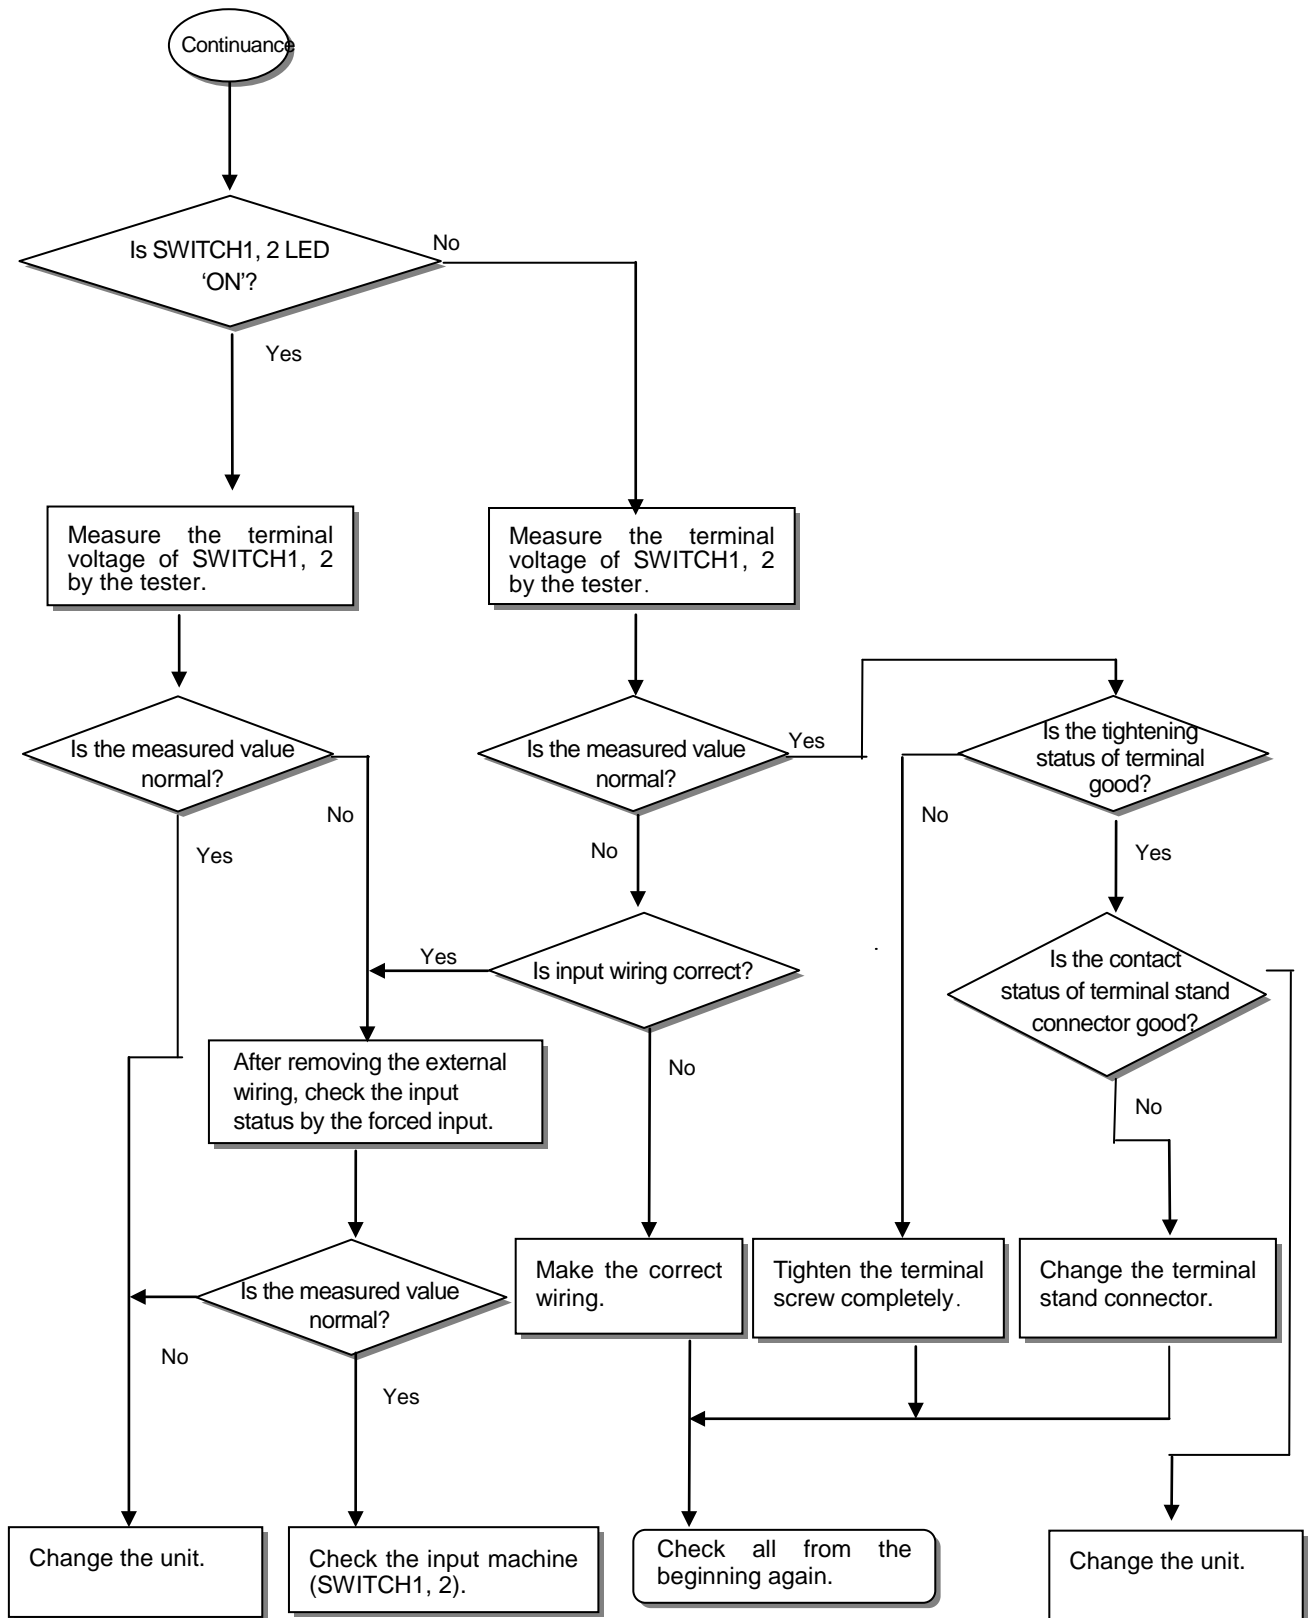 Continuance
Is SWITCH1, 2 LED
‘ON’?
No
Yes
Measure the terminal
voltage of SWITCH1, 2
by the tester.
Measure the terminal
voltage of SWITCH1, 2
by the tester.
Is the measured value
normal?
No
Yes
Is the measured value
normal?
Yes
No
Is the tightening
status of terminal
good?
No
Yes
Is input wiring correct?
Yes
No
Is the contact
status of terminal stand
connector good?
No
After removing the external
wiring, check the input
status by the forced input.
Is the measured value
normal?
No
Yes
Make the correct
wiring.
Tighten the terminal
screw completely.
Change the terminal
stand connector.
Change the unit.
Check the input machine
(SWITCH1, 2).
Check all from the
beginning again.
Change the unit.